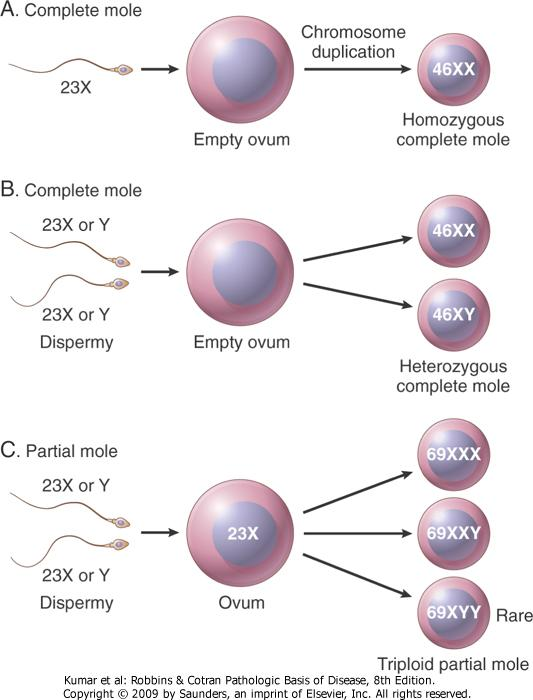 A. Complete mole
23X
Empty ovum
Chromosome
duplication
46XX
Homozygous
complete mole
B. Complete mole
23X or Y
23X or Y
Dispermy
Empty ovum
46XX
46XY
Heterozygous
complete mole
C. Partial mole
23X or Y
23X or Y
Dispermy
23X
Ovum
69XXX
69XXY
69XYY
Rare
Triploid partial mole
Kumar et al: Robbins & Cotran Pathologic Basis of Disease, 8th Edition.
Copyright © 2009 by Saunders, an imprint of Elsevier, Inc. All rights reserved.